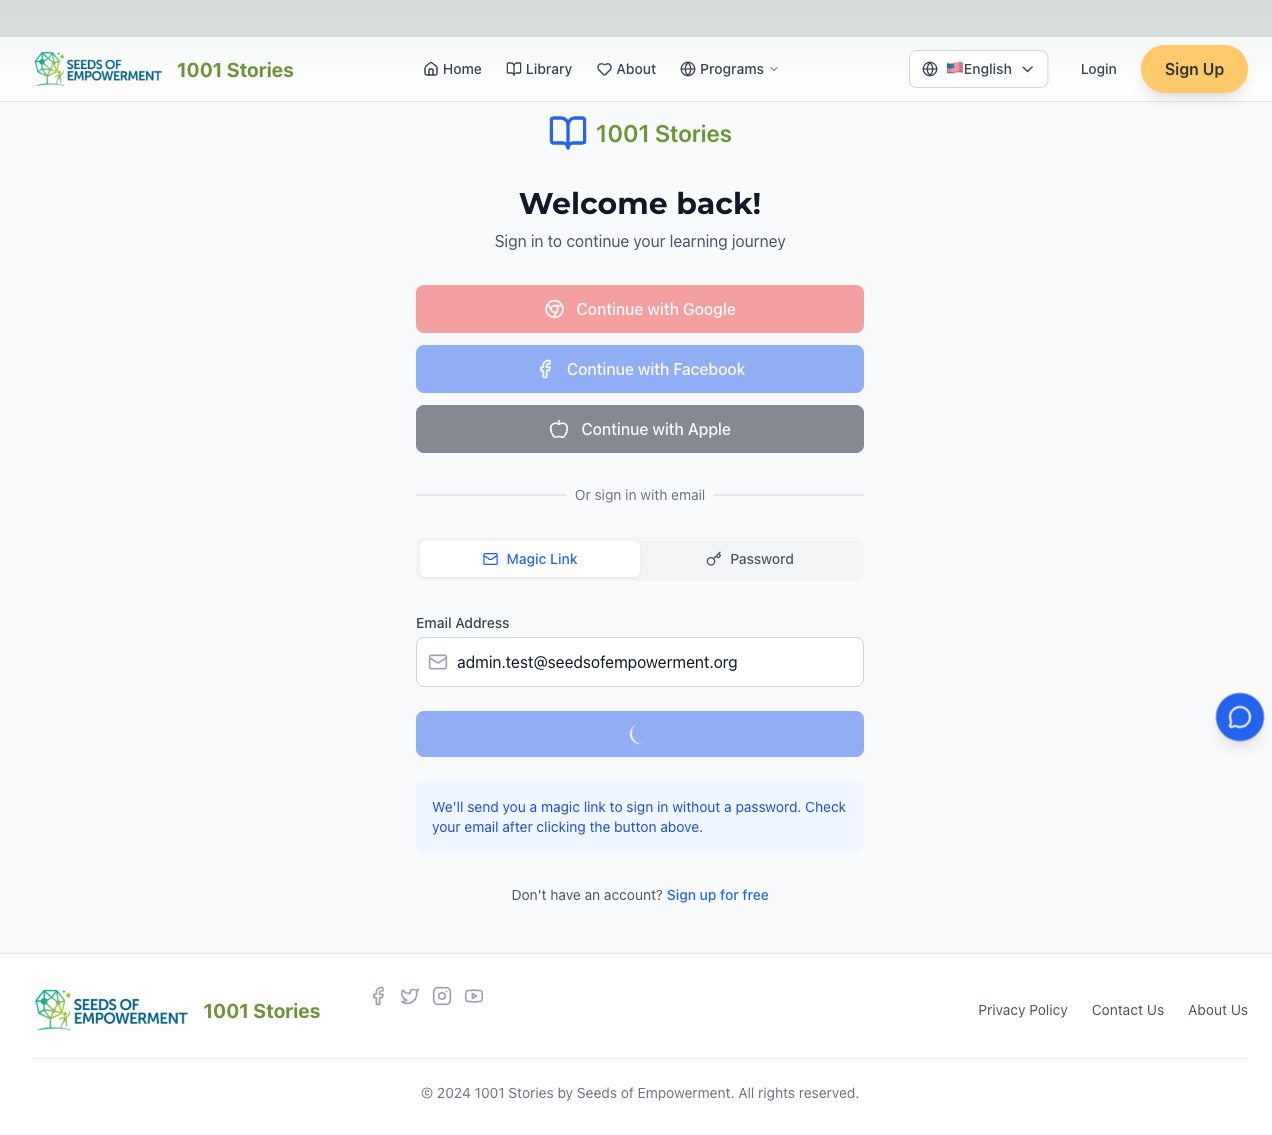 SEEDS OF
EMPOWERMENT
1001 Stories
Home
Library
About
Programs
English
Login
Sign Up
1001 Stories
Welcome back!
Sign in to continue your learning journey
Continue with Google
Continue with Facebook
Continue with Apple
Or sign in with email
Magic Link
Password
Email Address
admin.test@seedsofempowerment.org
We'll send you a magic link to sign in without a password. Check
your email after clicking the button above.
Don't have an account? Sign up for free
SEEDS OF
EMPOWERMENT
1001 Stories
Privacy Policy
Contact Us
About Us
© 2024 1001 Stories by Seeds of Empowerment. All rights reserved.